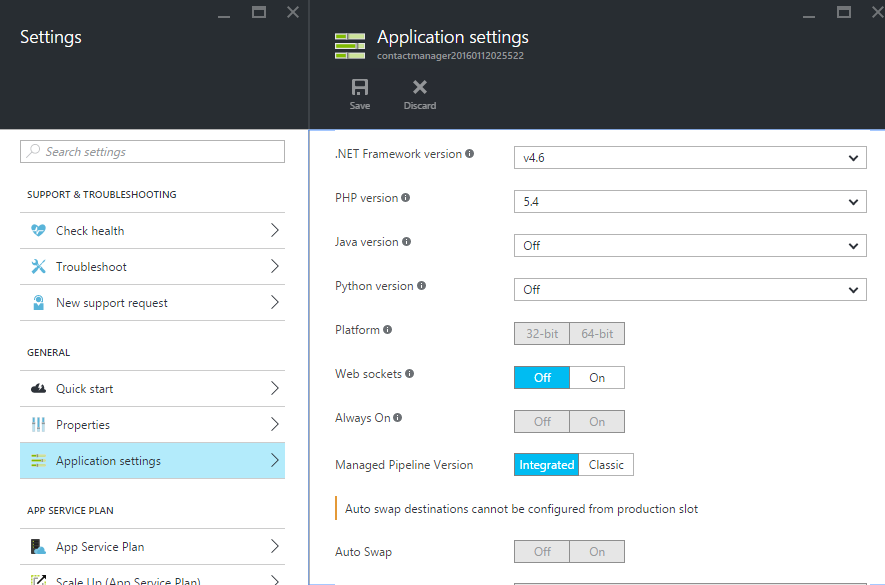 Settings
Search settings
SUPPORT & TROUBLESHOOTING
Check health
Troubleshoot
New support request
GENERAL
Quick start
Properties
Application settings
APP SERVICE PLAN
App Service Plan
Scale Up (App Service Plan)
Application settings
contactmanager20160112025522
Save
Discard
.NET Framework version
v4.6
PHP version
5.4
Java version
Off
Python version
Off
Platform
32-bit 64-bit
Web sockets
Off On
Always On
Off On
Managed Pipeline Version
Integrated Classic
Auto swap destinations cannot be configured from production slot
Auto Swap
Off On